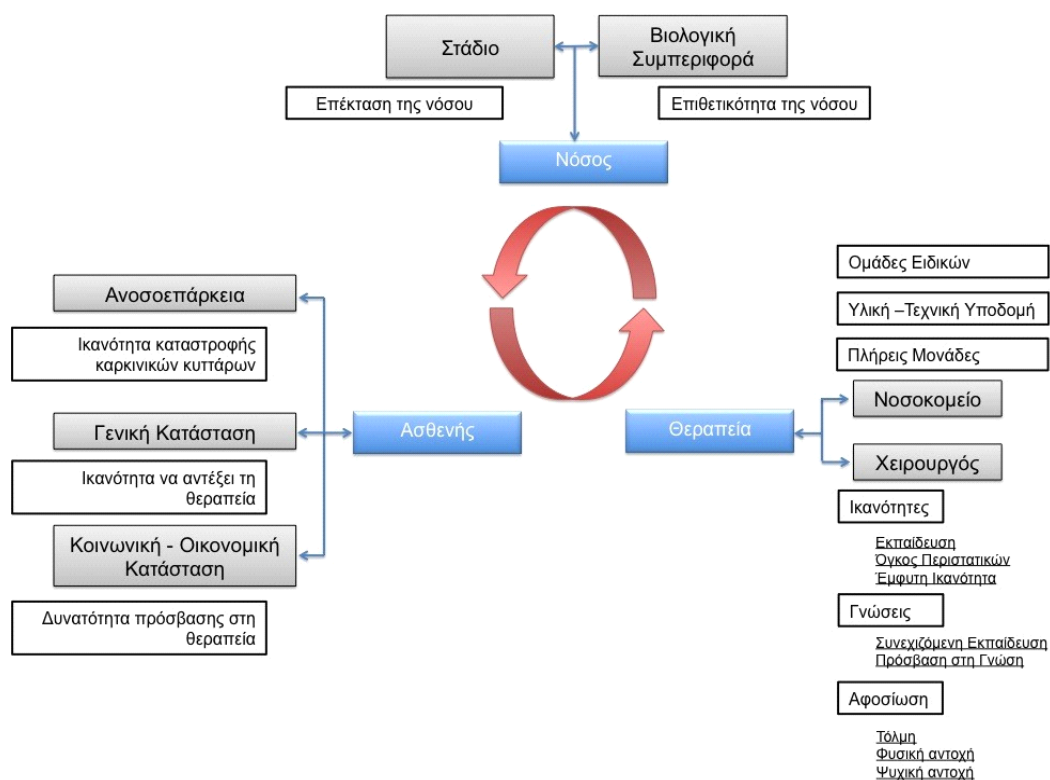 Στάδιο
Βιολογική
Συμπεριφορά
Επέκταση της νόσου
Επιθετικότητα της νόσου
Νόσος
Ανοσοεπάρκεια
Ικανότητα καταστροφής
καρκινικών κυττάρων
Γενική Κατάσταση
Ικανότητα να αντέξει τη
θεραπεία
Κοινωνική - Οικονομική
Κατάσταση
Δυνατότητα πρόσβασης στη
θεραπεία
Ασθενής
Θεραπεία
Ομάδες Ειδικών
Υλική –Τεχνική Υποδομή
Πλήρεις Μονάδες
Νοσοκομείο
Χειρουργός
Ικανότητες
Εκπαίδευση
Όγκος Περιστατικών
Έμφυτη Ικανότητα
Γνώσεις
Συνεχιζόμενη Εκπαίδευση
Πρόσβαση στη Γνώση
Αφοσίωση
Τόλμη
Φυσική αντοχή
Ψυχική αντοχή